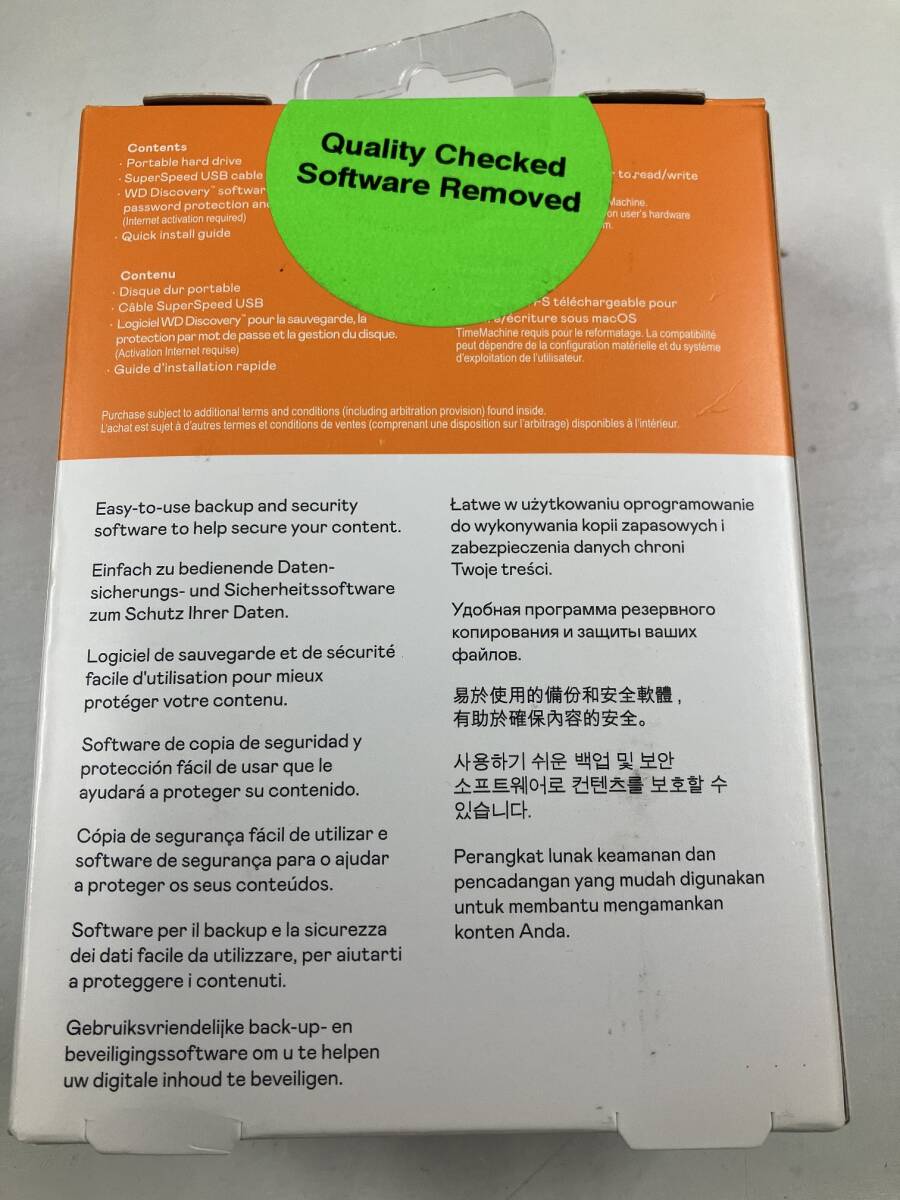 Quality Checked
Software Removed
Contents
· Portable hard drive
· SuperSpeed USB cable
· WD Discovery™ software
password protection and
(Internet activation required)
· Quick install guide
to read/write
Machine.
on user's hardware
Contenu
· Disque dur portable
· Câble SuperSpeed USB
· Logiciel WD Discovery™ pour la sauvegarde, la
protection par mot de passe et la gestion du disque.
(Activation Internet requise)
· Guide d'installation rapide
téléchargeable pour
/écriture sous macOS
TimeMachine requis pour le reformatage. La compatibilité
peut dépendre de la configuration matérielle et du système
d'exploitation de l'utilisateur.
Purchase subject to additional terms and conditions (including arbitration provision) found inside.
L'achat est sujet à d'autres termes et conditions de ventes (comprenant une disposition sur l'arbitrage) disponibles à l'intérieur.
Easy-to-use backup and security
software to help secure your content.
Einfach zu bedienende Daten-
sicherungs- und Sicherheitssoftware
zum Schutz Ihrer Daten.
Logiciel de sauvegarde et de sécurité
facile d'utilisation pour mieux
protéger votre contenu.
Software de copia de seguridad y
protección fácil de usar que le
ayudará a proteger su contenido.
Cópia de segurança fácil de utilizar e
software de segurança para o ajudar
a proteger os seus conteúdos.
Software per il backup e la sicurezza
dei dati facile da utilizzare, per aiutarti
a proteggere i contenuti.
Gebruiksvriendelijke back-up- en
beveiligingssoftware om u te helpen
uw digitale inhoud te beveiligen.
Łatwe w użytkowaniu oprogramowanie
do wykonywania kopii zapasowych i
zabezpieczenia danych chroni
Twoje treści.
Удобная программа резервного
копирования и защиты ваших
файлов.
易於使用的備份和安全軟體，
有助於確保內容的安全。
사용하기 쉬운 백업 및 보안
소프트웨어로 컨텐츠를 보호할 수
있습니다.
Perangkat lunak keamanan dan
pencadangan yang mudah digunakan
untuk membantu mengamankan
konten Anda.